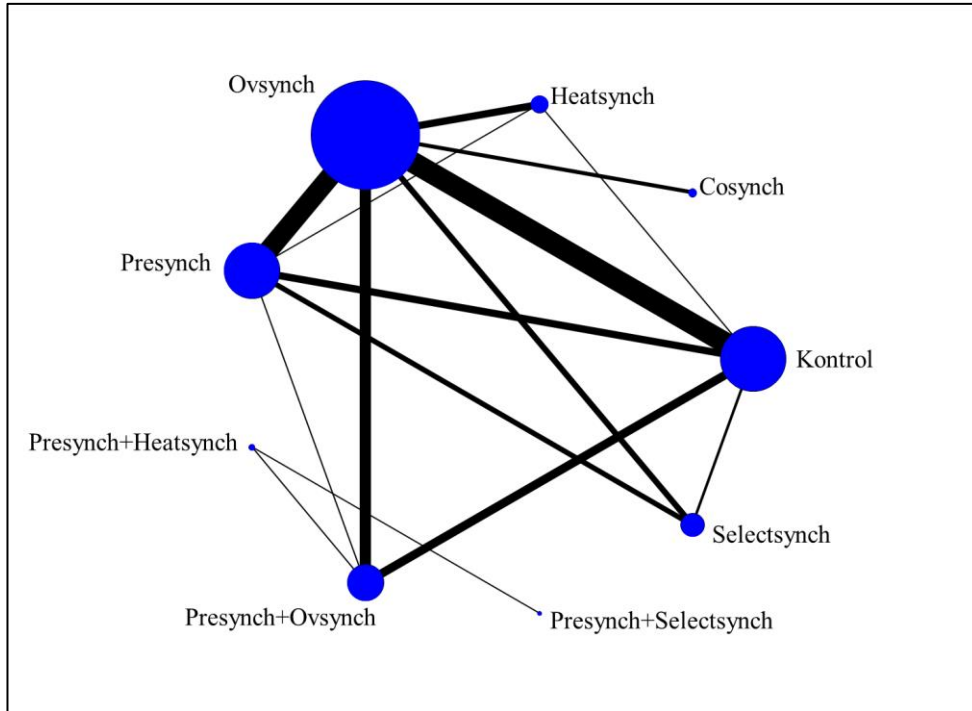 Ovsynch
Heatsynch
Cosynch
Presynch
Kontrol
Presynch+Heatsynch
Selectsynch
Presynch+Ovsynch
Presynch+Selectsynch